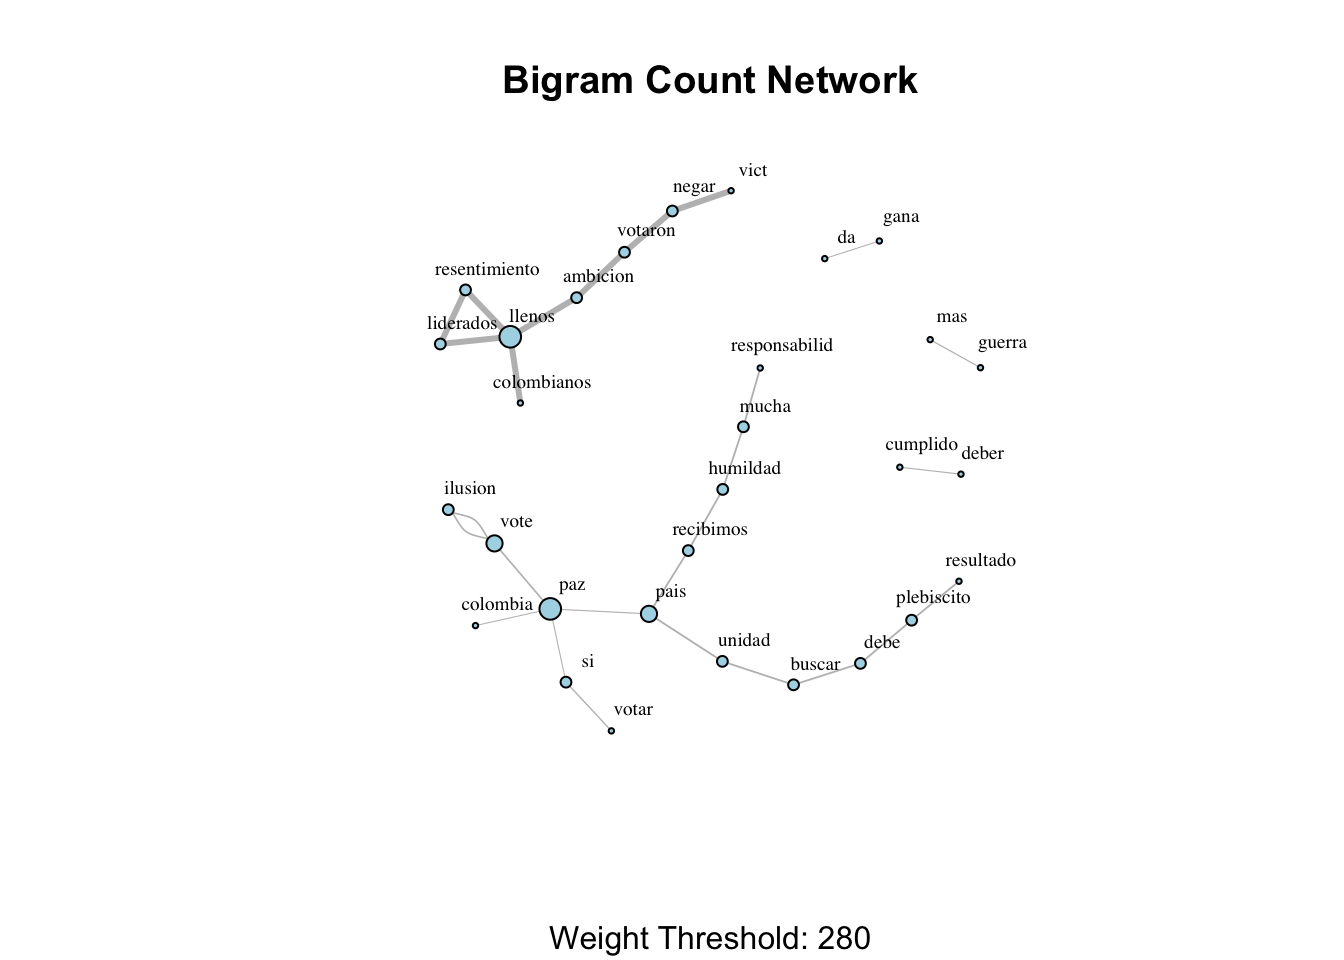 Bigram Count Network
vict
negar
gana
votaron
da
resentimiento
ambicion
llenos
mas
liderados
guerra
responsabilid
colombianos
mucha
cumplido
deber
humildad
ilusion
vote
recibimos
resultado
paz
pais
plebiscito
colombia
unidad
debe
si
buscar
votar
Weight Threshold: 280